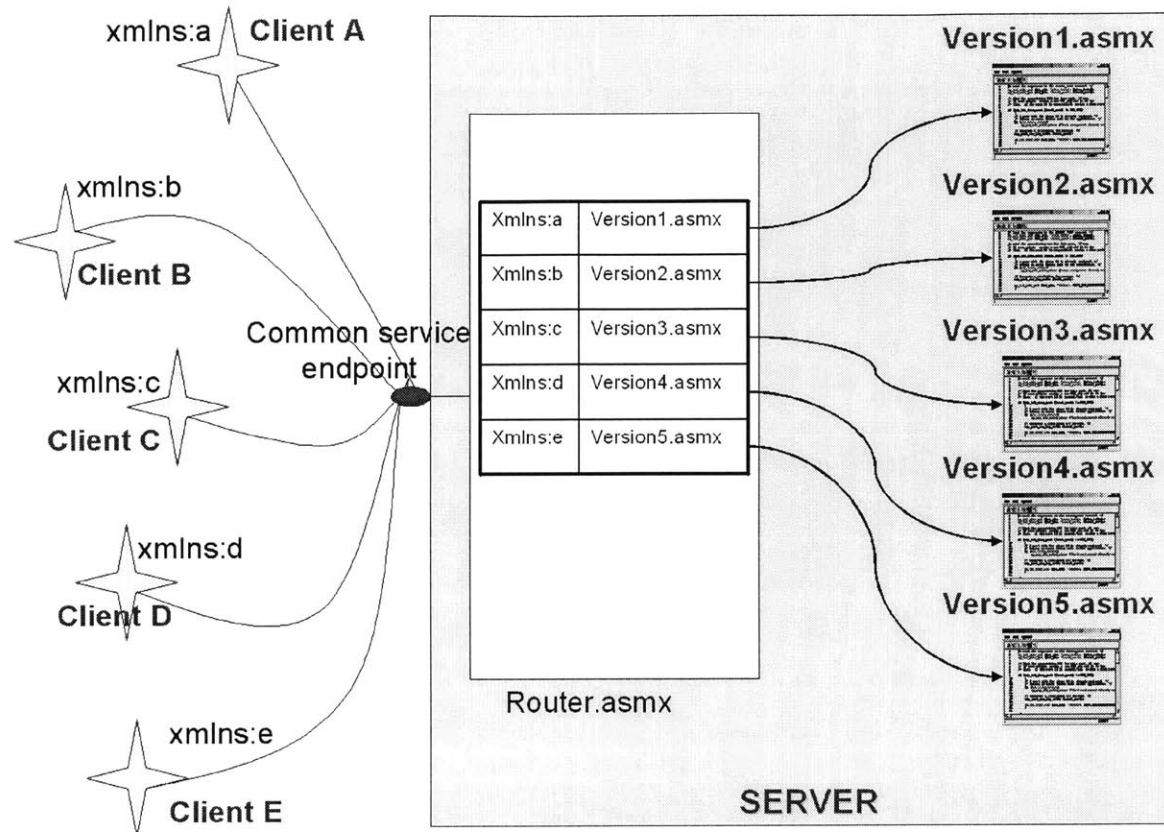 xmlns:a
Client A
xmlns:b
Client B
Common service
endpoint
xmlns:c
Client C
xmlns:d
Client D
xmlns:e
Client E
Xmlns:a Version1.asmx
Xmlns:b Version2.asmx
Xmlns:c Version3.asmx
Xmlns:d Version4.asmx
Xmlns:e Version5.asmx
Router.asmx
Version1.asmx
Version2.asmx
Version3.asmx
Version4.asmx
Version5.asmx
SERVER